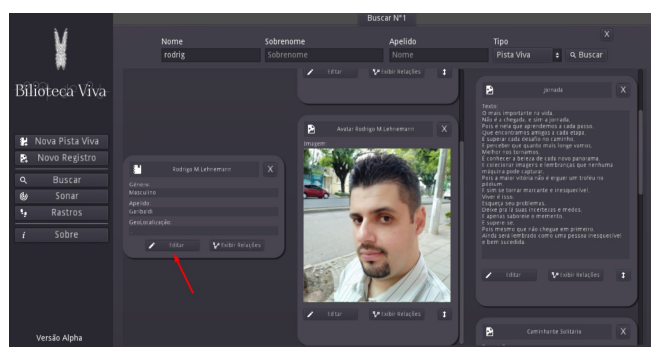 Buscar N°1
X
Nome
Sobrenome
Apelido
Tipo
rodrig
Sobrenome
Nome
Pista Viva
Buscar
Bilioteca Viva
Nova Pista Viva
Novo Registro
Buscar
Sonar
Rastros
i Sobre
Versão Alpha
Rodrigo M.Lehnemann
X
Gênero:
Masculino
Apelido
Garibaldi
GeoLocalização
Editar
Exibir Relações
Editar
Exibir Relações
Avatar Rodrigo M.Lehnemann
X
Imagem:
Editar
Exibir Relações
Jornada
X
Texto:
O mais importante na vida,
Não é a chegada, e sim a jornada.
Pois é nela que aprendemos a cada passo.
Que encontramos amigos a cada etapa.
É superar cada desafio no caminho.
E perceber que quanto mais longe vamos,
Melhor nos tornamos.
É conhecer a beleza de cada novo panorama.
É colecionar imagens e lembranças que nenhuma
máquina pode capturar.
Pois a maior vitória não é erguer um troféu no
pódium.
E sim se tornar marcante e inesquecível.
Viver é isso.
Esqueça seu problemas.
Deixe pra lá suas incertezas e medos.
E apenas saboreie o momento.
E supere-se.
Pois mesmo que não chegue em primeiro.
Ainda será lembrado como uma pessoa inesquecível
e bem sucedida.
Editar
Exibir Relações
Caminhante Solitário
X